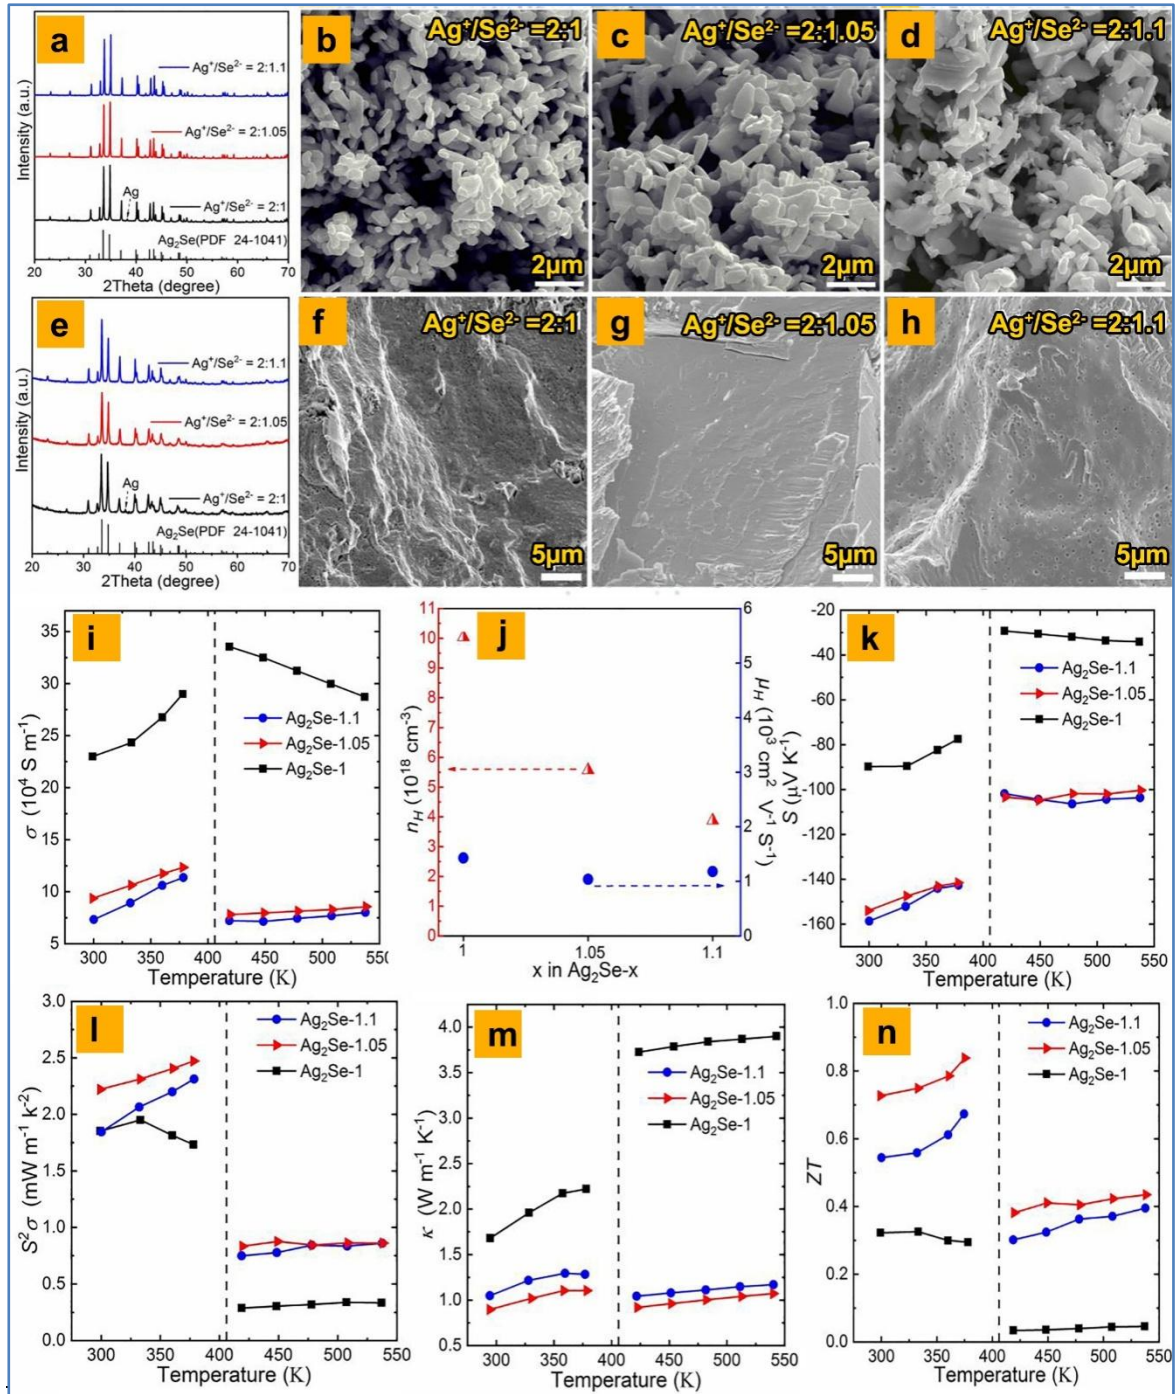 a
Ag⁺/Se²⁻ = 2:1.1
Ag⁺/Se²⁻ = 2:1.05
Ag
Ag⁺/Se²⁻ = 2:1
Ag₂Se(PDF 24-1041)
Intensity (a.u.)
20 30 40 50 60 70
2Theta (degree)
b
Ag⁺/Se²⁻ =2:1
2μm
c
Ag⁺/Se²⁻ =2:1.05
2μm
d
Ag⁺/Se²⁻ =2:1.1
2μm
e
Ag⁺/Se²⁻ = 2:1.1
Ag⁺/Se²⁻ = 2:1.05
Ag
Ag⁺/Se²⁻ = 2:1
Ag₂Se(PDF 24-1041)
Intensity (a.u.)
20 30 40 50 60 70
2Theta (degree)
f
Ag⁺/Se²⁻ =2:1
5μm
g
Ag⁺/Se²⁻ =2:1.05
5μm
h
Ag⁺/Se²⁻ =2:1.1
5μm
i
σ (10⁴ S m⁻¹)
35
30
25
20
15
10
5
Ag₂Se-1.1
Ag₂Se-1.05
Ag₂Se-1
300 350 400 450 500 550
Temperature (K)
j
n_H (10¹⁸ cm⁻³)
11
10
9
8
7
6
5
4
3
2
1
0
μ_H (10³ cm² V⁻¹ S⁻¹)
6
5
4
3
2
1
0
1 1.05 1.1
x in Ag₂Se-x
k
S (μV K⁻¹)
-20
-40
-60
-80
-100
-120
-140
-160
Ag₂Se-1.1
Ag₂Se-1.05
Ag₂Se-1
300 350 400 450 500 550
Temperature (K)
l
S²σ (mW m⁻¹ k⁻²)
3.0
2.5
2.0
1.5
1.0
0.5
0.0
Ag₂Se-1.1
Ag₂Se-1.05
Ag₂Se-1
300 350 400 450 500 550
Temperature (K)
m
κ (W m⁻¹ K⁻¹)
4.0
3.5
3.0
2.5
2.0
1.5
1.0
0.5
Ag₂Se-1.1
Ag₂Se-1.05
Ag₂Se-1
300 350 400 450 500 550
Temperature (K)
n
ZT
1.0
0.8
0.6
0.4
0.2
0.0
Ag₂Se-1.1
Ag₂Se-1.05
Ag₂Se-1
300 350 400 450 500 550
Temperature (K)